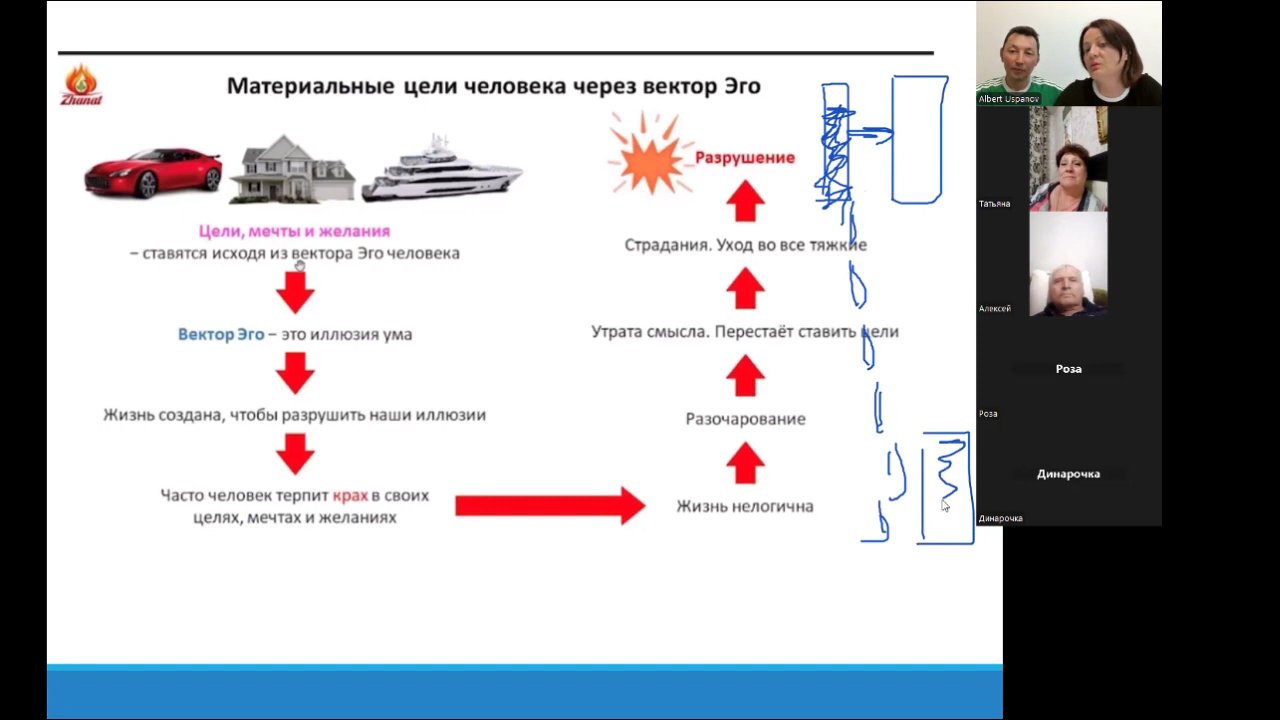 Zhanat
Материальные цели человека через вектор Эго
Цели, мечты и желания
– ставятся исходя из вектора Эго человека
Вектор Эго – это иллюзия ума
Жизнь создана, чтобы разрушить наши иллюзии
Часто человек терпит крах в своих
целях, мечтах и желаниях
Жизнь нелогична
Разочарование
Утрата смысла. Перестаёт ставить цели
Страдания. Уход во все тяжкие
Разрушение
Albert Uspanov
Татьяна
Алексей
Роза
Роза
Динарочка
Динарочка